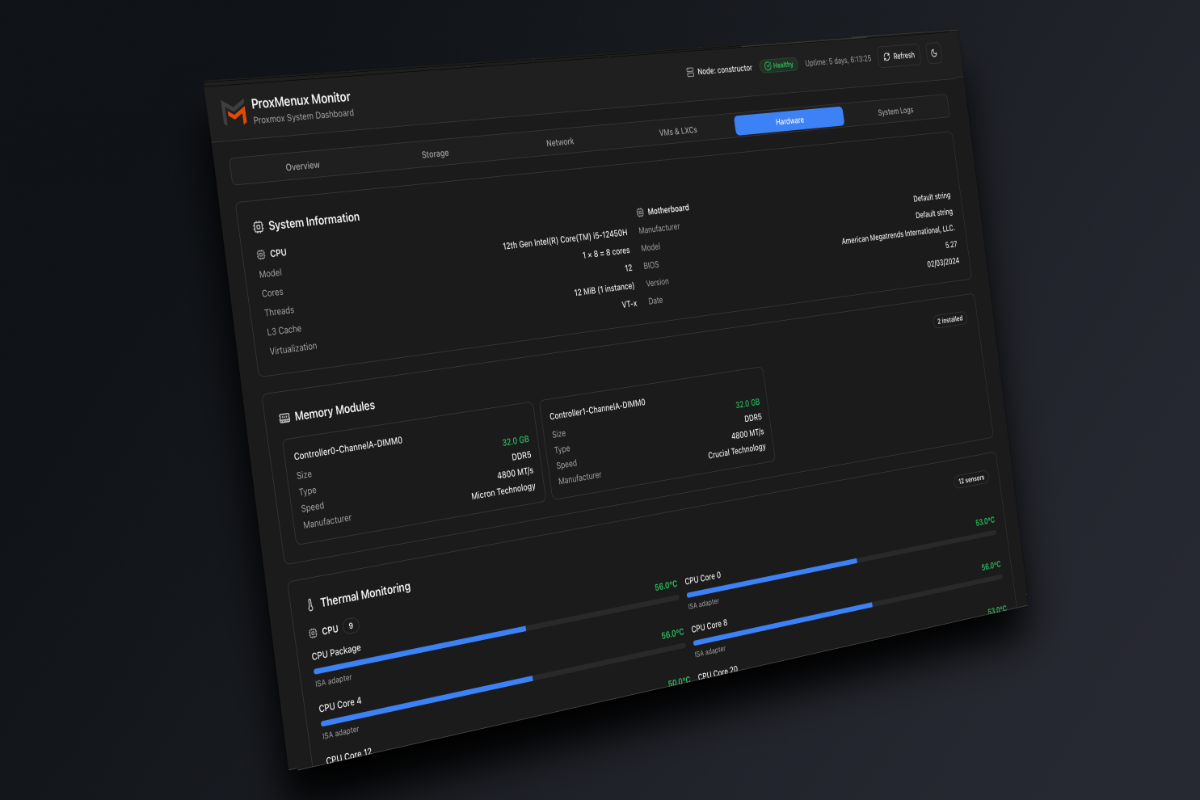 ProxMenux Monitor
Proxmox System Dashboard
Node: constructor
Healthy
Uptime: 5 days, 6:13:25
Refresh
Overview
Storage
Network
VMs & LXCs
Hardware
System Logs
System Information
CPU
Model 12th Gen Intel(R) Core(TM) i5-12450H
Cores 1 × 8 = 8 cores
Threads 12
L3 Cache 12 MiB (1 instance)
Virtualization VT-x
Motherboard
Manufacturer Default string
Model Default string
BIOS American Megatrends International, LLC.
Version 5.27
Date 02/03/2024
Memory Modules
2 installed
Controller0-ChannelA-DIMM0
Size 32.0 GB
Type DDR5
Speed 4800 MT/s
Manufacturer Micron Technology
Controller1-ChannelA-DIMM0
Size 32.0 GB
Type DDR5
Speed 4800 MT/s
Manufacturer Crucial Technology
Thermal Monitoring
12 sensors
CPU 9
CPU Package 56.0°C
ISA adapter
CPU Core 0 53.0°C
ISA adapter
CPU Core 4 56.0°C
ISA adapter
CPU Core 8 56.0°C
ISA adapter
CPU Core 12 50.0°C
CPU Core 20 53.0°C